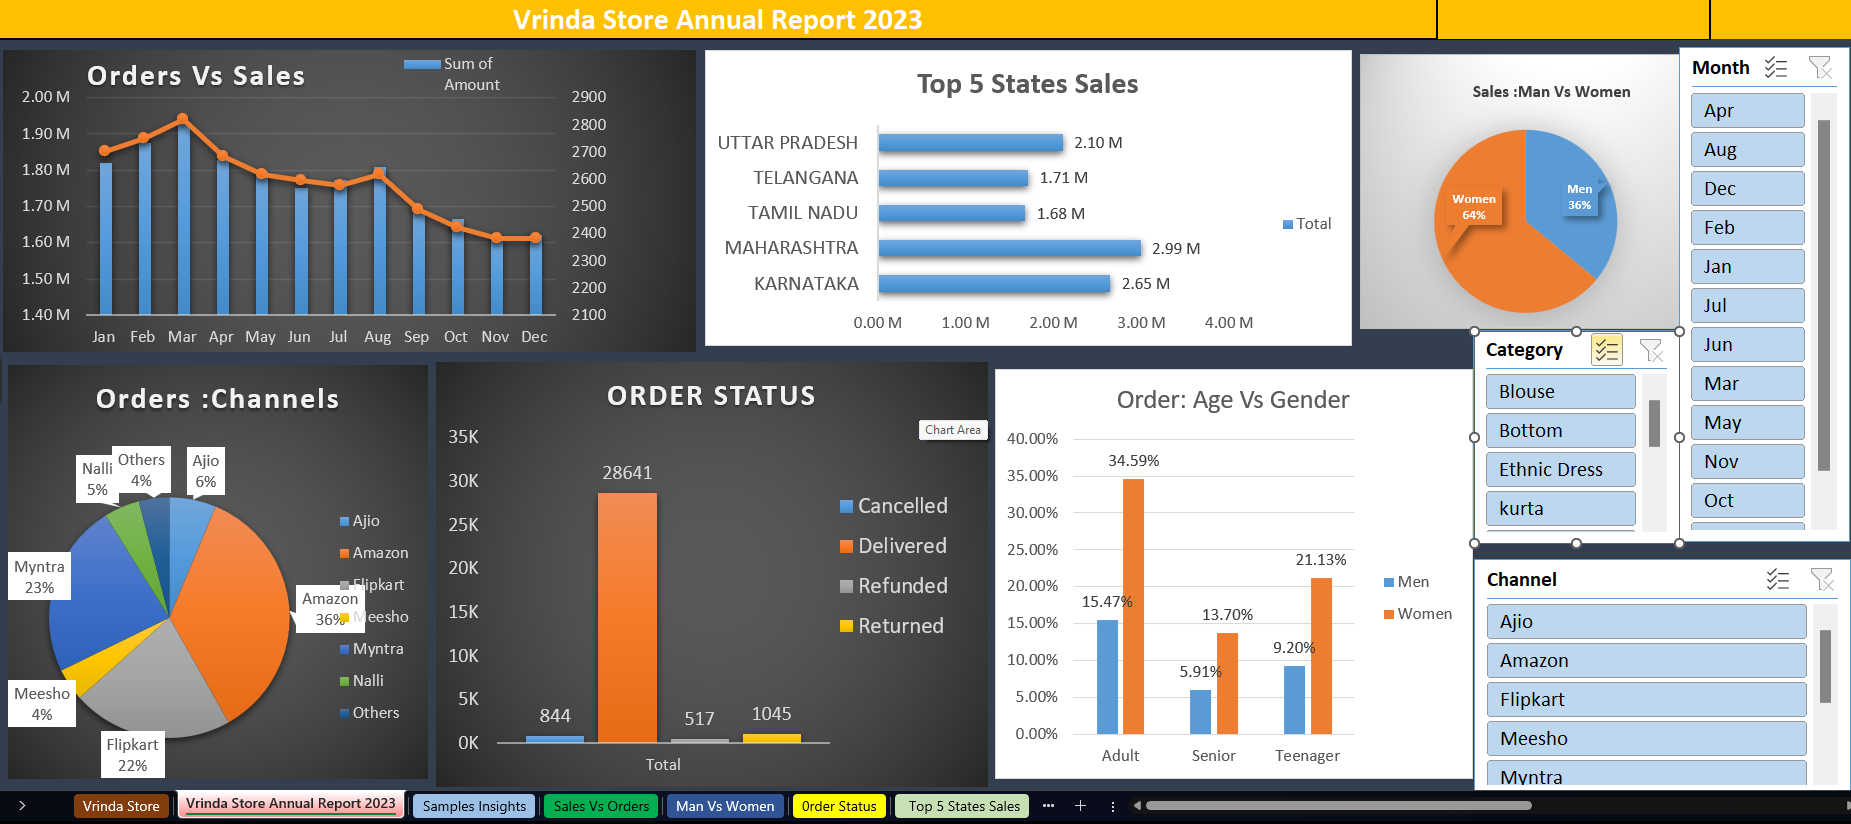 Vrinda Store Annual Report 2023
Orders Vs Sales
Sum of
Amount
2.00 M
1.90 M
1.80 M
1.70 M
1.60 M
1.50 M
1.40 M
2900
2800
2700
2600
2500
2400
2300
2200
2100
Jan Feb Mar Apr May Jun Jul Aug Sep Oct Nov Dec
Top 5 States Sales
UTTAR PRADESH 2.10 M
TELANGANA 1.71 M
TAMIL NADU 1.68 M
MAHARASHTRA 2.99 M
KARNATAKA 2.65 M
0.00 M 1.00 M 2.00 M 3.00 M 4.00 M
Total
Sales :Man Vs Women
Men
36%
Women
64%
Month
Apr
Aug
Dec
Feb
Jan
Jul
Jun
Mar
May
Nov
Oct
Category
Blouse
Bottom
Ethnic Dress
kurta
Orders :Channels
Others
4%
Ajio
6%
Nalli
5%
Myntra
23%
Amazon
36%
Meesho
4%
Flipkart
22%
Ajio
Amazon
Flipkart
Meesho
Myntra
Nalli
Others
ORDER STATUS
Chart Area
35K
30K
25K
20K
15K
10K
5K
0K
844
28641
517
1045
Total
Cancelled
Delivered
Refunded
Returned
Order: Age Vs Gender
40.00%
35.00%
30.00%
25.00%
20.00%
15.00%
10.00%
5.00%
0.00%
15.47%
34.59%
5.91%
13.70%
9.20%
21.13%
Adult Senior Teenager
Men
Women
Channel
Ajio
Amazon
Flipkart
Meesho
Myntra
Vrinda Store Vrinda Store Annual Report 2023 Samples Insights Sales Vs Orders Man Vs Women 0rder Status Top 5 States Sales